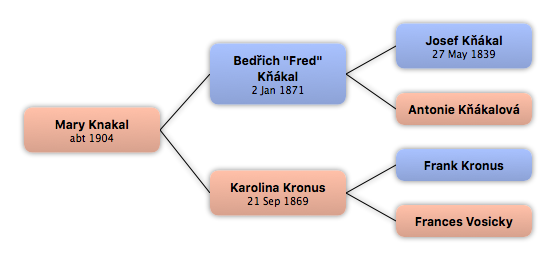 Mary Knakal
abt 1904
Bedřich "Fred"
Kňákal
2 Jan 1871
Karolina Kronus
21 Sep 1869
Josef Kňákal
27 May 1839
Antonie Kňákalová
Frank Kronus
Frances Vosicky